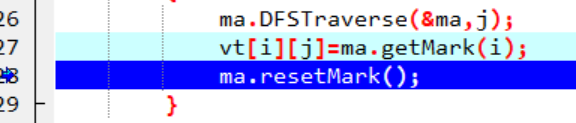 26 ma.DFSTraverse(&ma,j);
27 vt[i][j]=ma.getMark(i);
28 ma.resetMark();
29 }